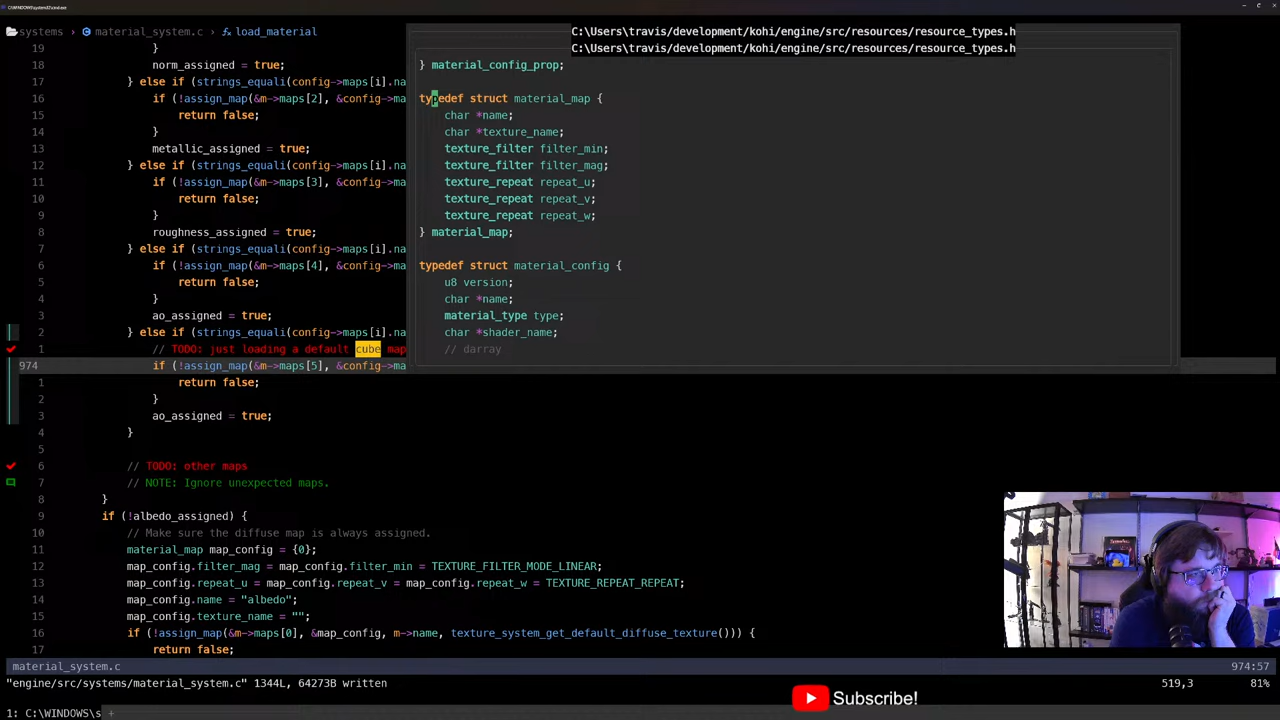 C:\WINDOWS\system32\cmd.exe
systems > material_system.c > load_material
C:\Users\travis\development/kohi/engine/src/resources/resource_types.h
C:\Users\travis\development/kohi/engine/src/resources/resource_types.h
} material_config_prop;
typedef struct material_map {
char *name;
char *texture_name;
texture_filter filter_min;
texture_filter filter_mag;
texture_repeat repeat_u;
texture_repeat repeat_v;
texture_repeat repeat_w;
} material_map;
typedef struct material_config {
u8 version;
char *name;
material_type type;
char *shader_name;
// darray
19 }
18 norm_assigned = true;
17 } else if (strings_equali(config->maps[i].na
16 if (!assign_map(&m->maps[2], &config->ma
15 return false;
14 }
13 metallic_assigned = true;
12 } else if (strings_equali(config->maps[i].na
11 if (!assign_map(&m->maps[3], &config->ma
10 return false;
9 }
8 roughness_assigned = true;
7 } else if (strings_equali(config->maps[i].na
6 if (!assign_map(&m->maps[4], &config->ma
5 return false;
4 }
3 ao_assigned = true;
2 } else if (strings_equali(config->maps[i].na
1 // TODO: just loading a default cube map
974 if (!assign_map(&m->maps[5], &config->ma
1 return false;
2 }
3 ao_assigned = true;
4 }
5
6 // TODO: other maps
7 // NOTE: Ignore unexpected maps.
8 }
9 if (!albedo_assigned) {
10 // Make sure the diffuse map is always assigned.
11 material_map map_config = {0};
12 map_config.filter_mag = map_config.filter_min = TEXTURE_FILTER_MODE_LINEAR;
13 map_config.repeat_u = map_config.repeat_v = map_config.repeat_w = TEXTURE_REPEAT_REPEAT;
14 map_config.name = "albedo";
15 map_config.texture_name = "";
16 if (!assign_map(&m->maps[0], &map_config, m->name, texture_system_get_default_diffuse_texture())) {
17 return false;
material_system.c 974:57
"engine/src/systems/material_system.c" 1344L, 64273B written 519,3 81%
Subscribe!
1: C:\WINDOWS\s +